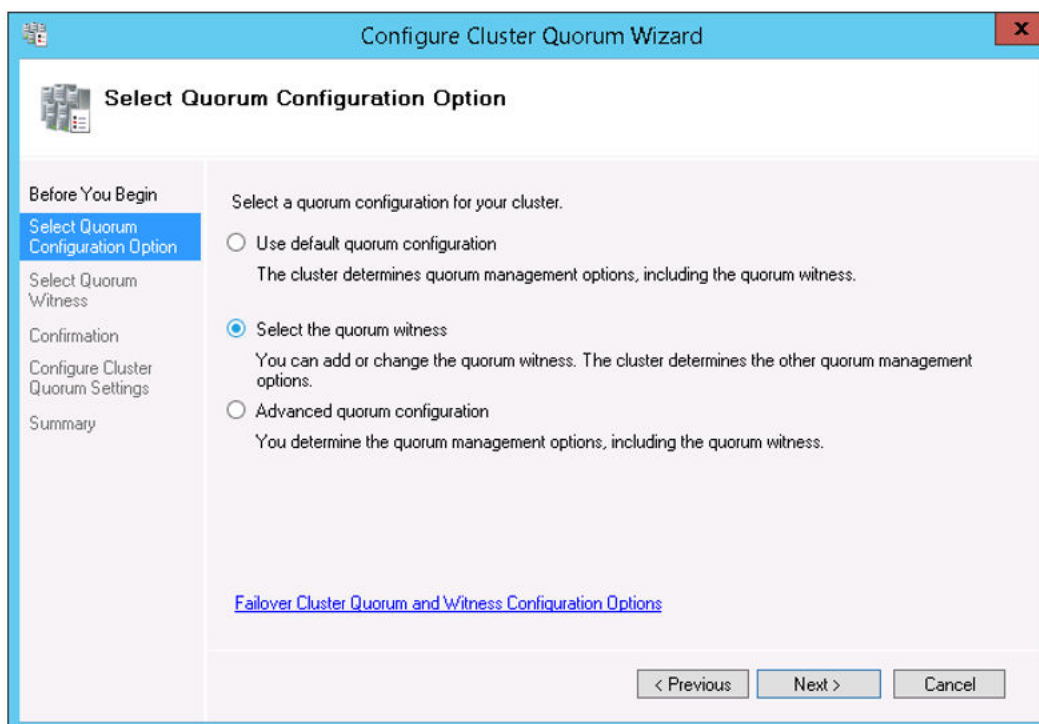 Configure Cluster Quorum Wizard
x
Select Quorum Configuration Option
Before You Begin
Select Quorum
Configuration Option
Select Quorum
Witness
Confirmation
Configure Cluster
Quorum Settings
Summary
Select a quorum configuration for your cluster.
Use default quorum configuration
The cluster determines quorum management options, including the quorum witness.
Select the quorum witness
You can add or change the quorum witness. The cluster determines the other quorum management
options.
Advanced quorum configuration
You determine the quorum management options, including the quorum witness.
Failover Cluster Quorum and Witness Configuration Options
< Previous
Next >
Cancel